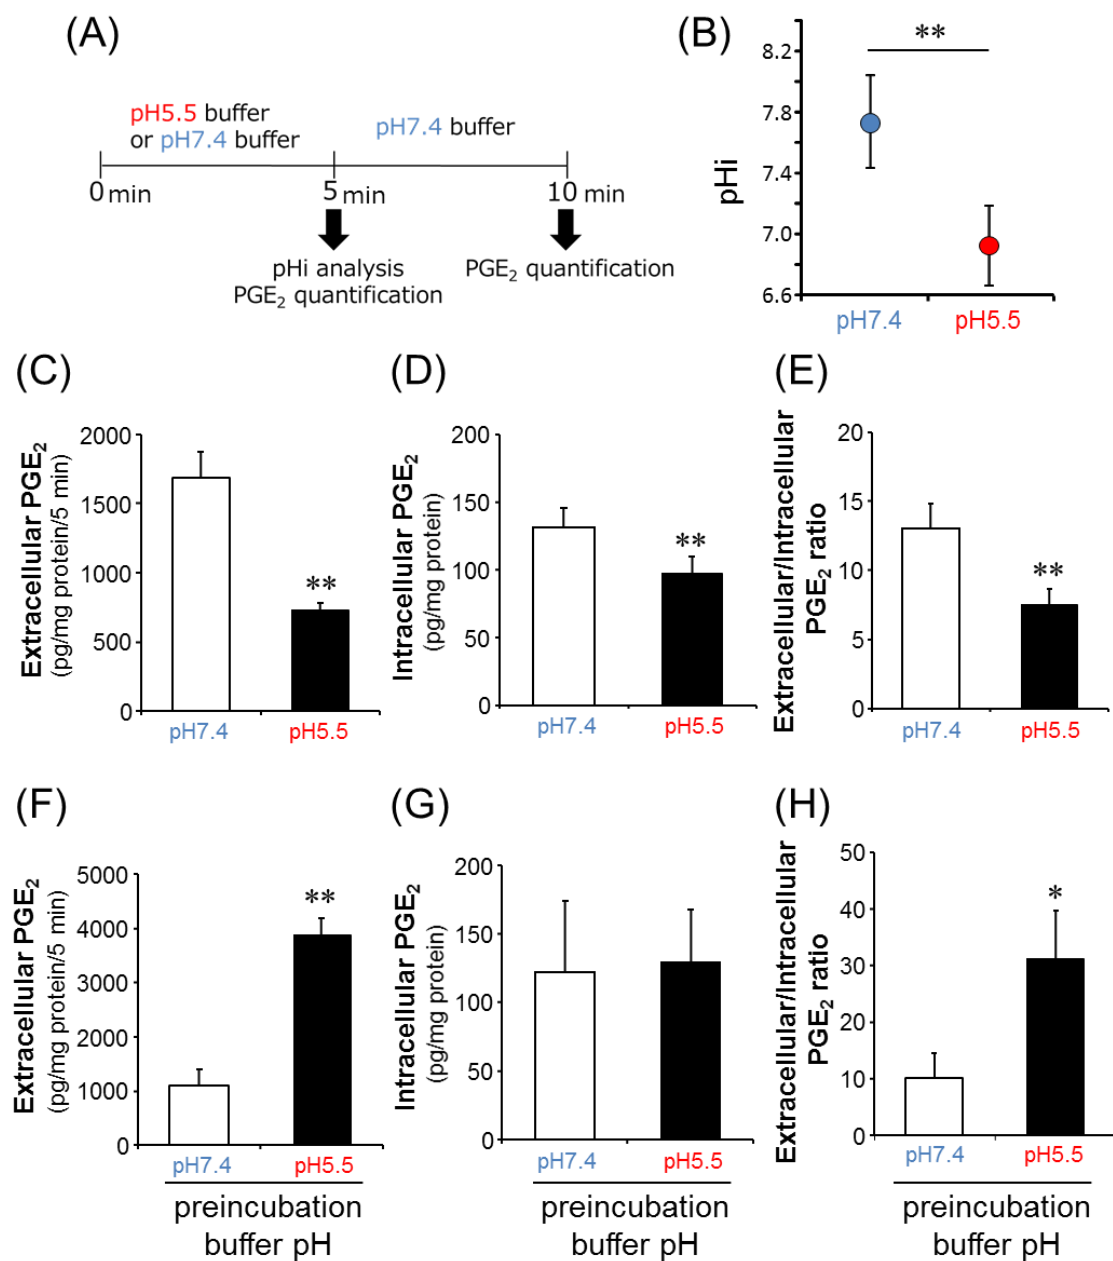 (A)
pH5.5 buffer
or pH7.4 buffer
pH7.4 buffer
0 min
5 min
10 min
pHi analysis
PGE2 quantification
PGE2 quantification
(B)
**
pHi
8.2
7.8
7.4
7.0
6.6
pH7.4
pH5.5
(C)
Extracellular PGE2
(pg/mg protein/5 min)
2000
1500
1000
500
0
**
pH7.4
pH5.5
(D)
Intracellular PGE2
(pg/mg protein)
200
150
100
50
0
**
pH7.4
pH5.5
(E)
Extracellular/Intracellular
PGE2 ratio
20
15
10
5
0
**
pH7.4
pH5.5
(F)
Extracellular PGE2
(pg/mg protein/5 min)
5000
4000
3000
2000
1000
0
**
pH7.4
pH5.5
preincubation
buffer pH
(G)
Intracellular PGE2
(pg/mg protein)
200
150
100
50
0
pH7.4
pH5.5
preincubation
buffer pH
(H)
Extracellular/Intracellular
PGE2 ratio
50
40
30
20
10
0
*
pH7.4
pH5.5
preincubation
buffer pH